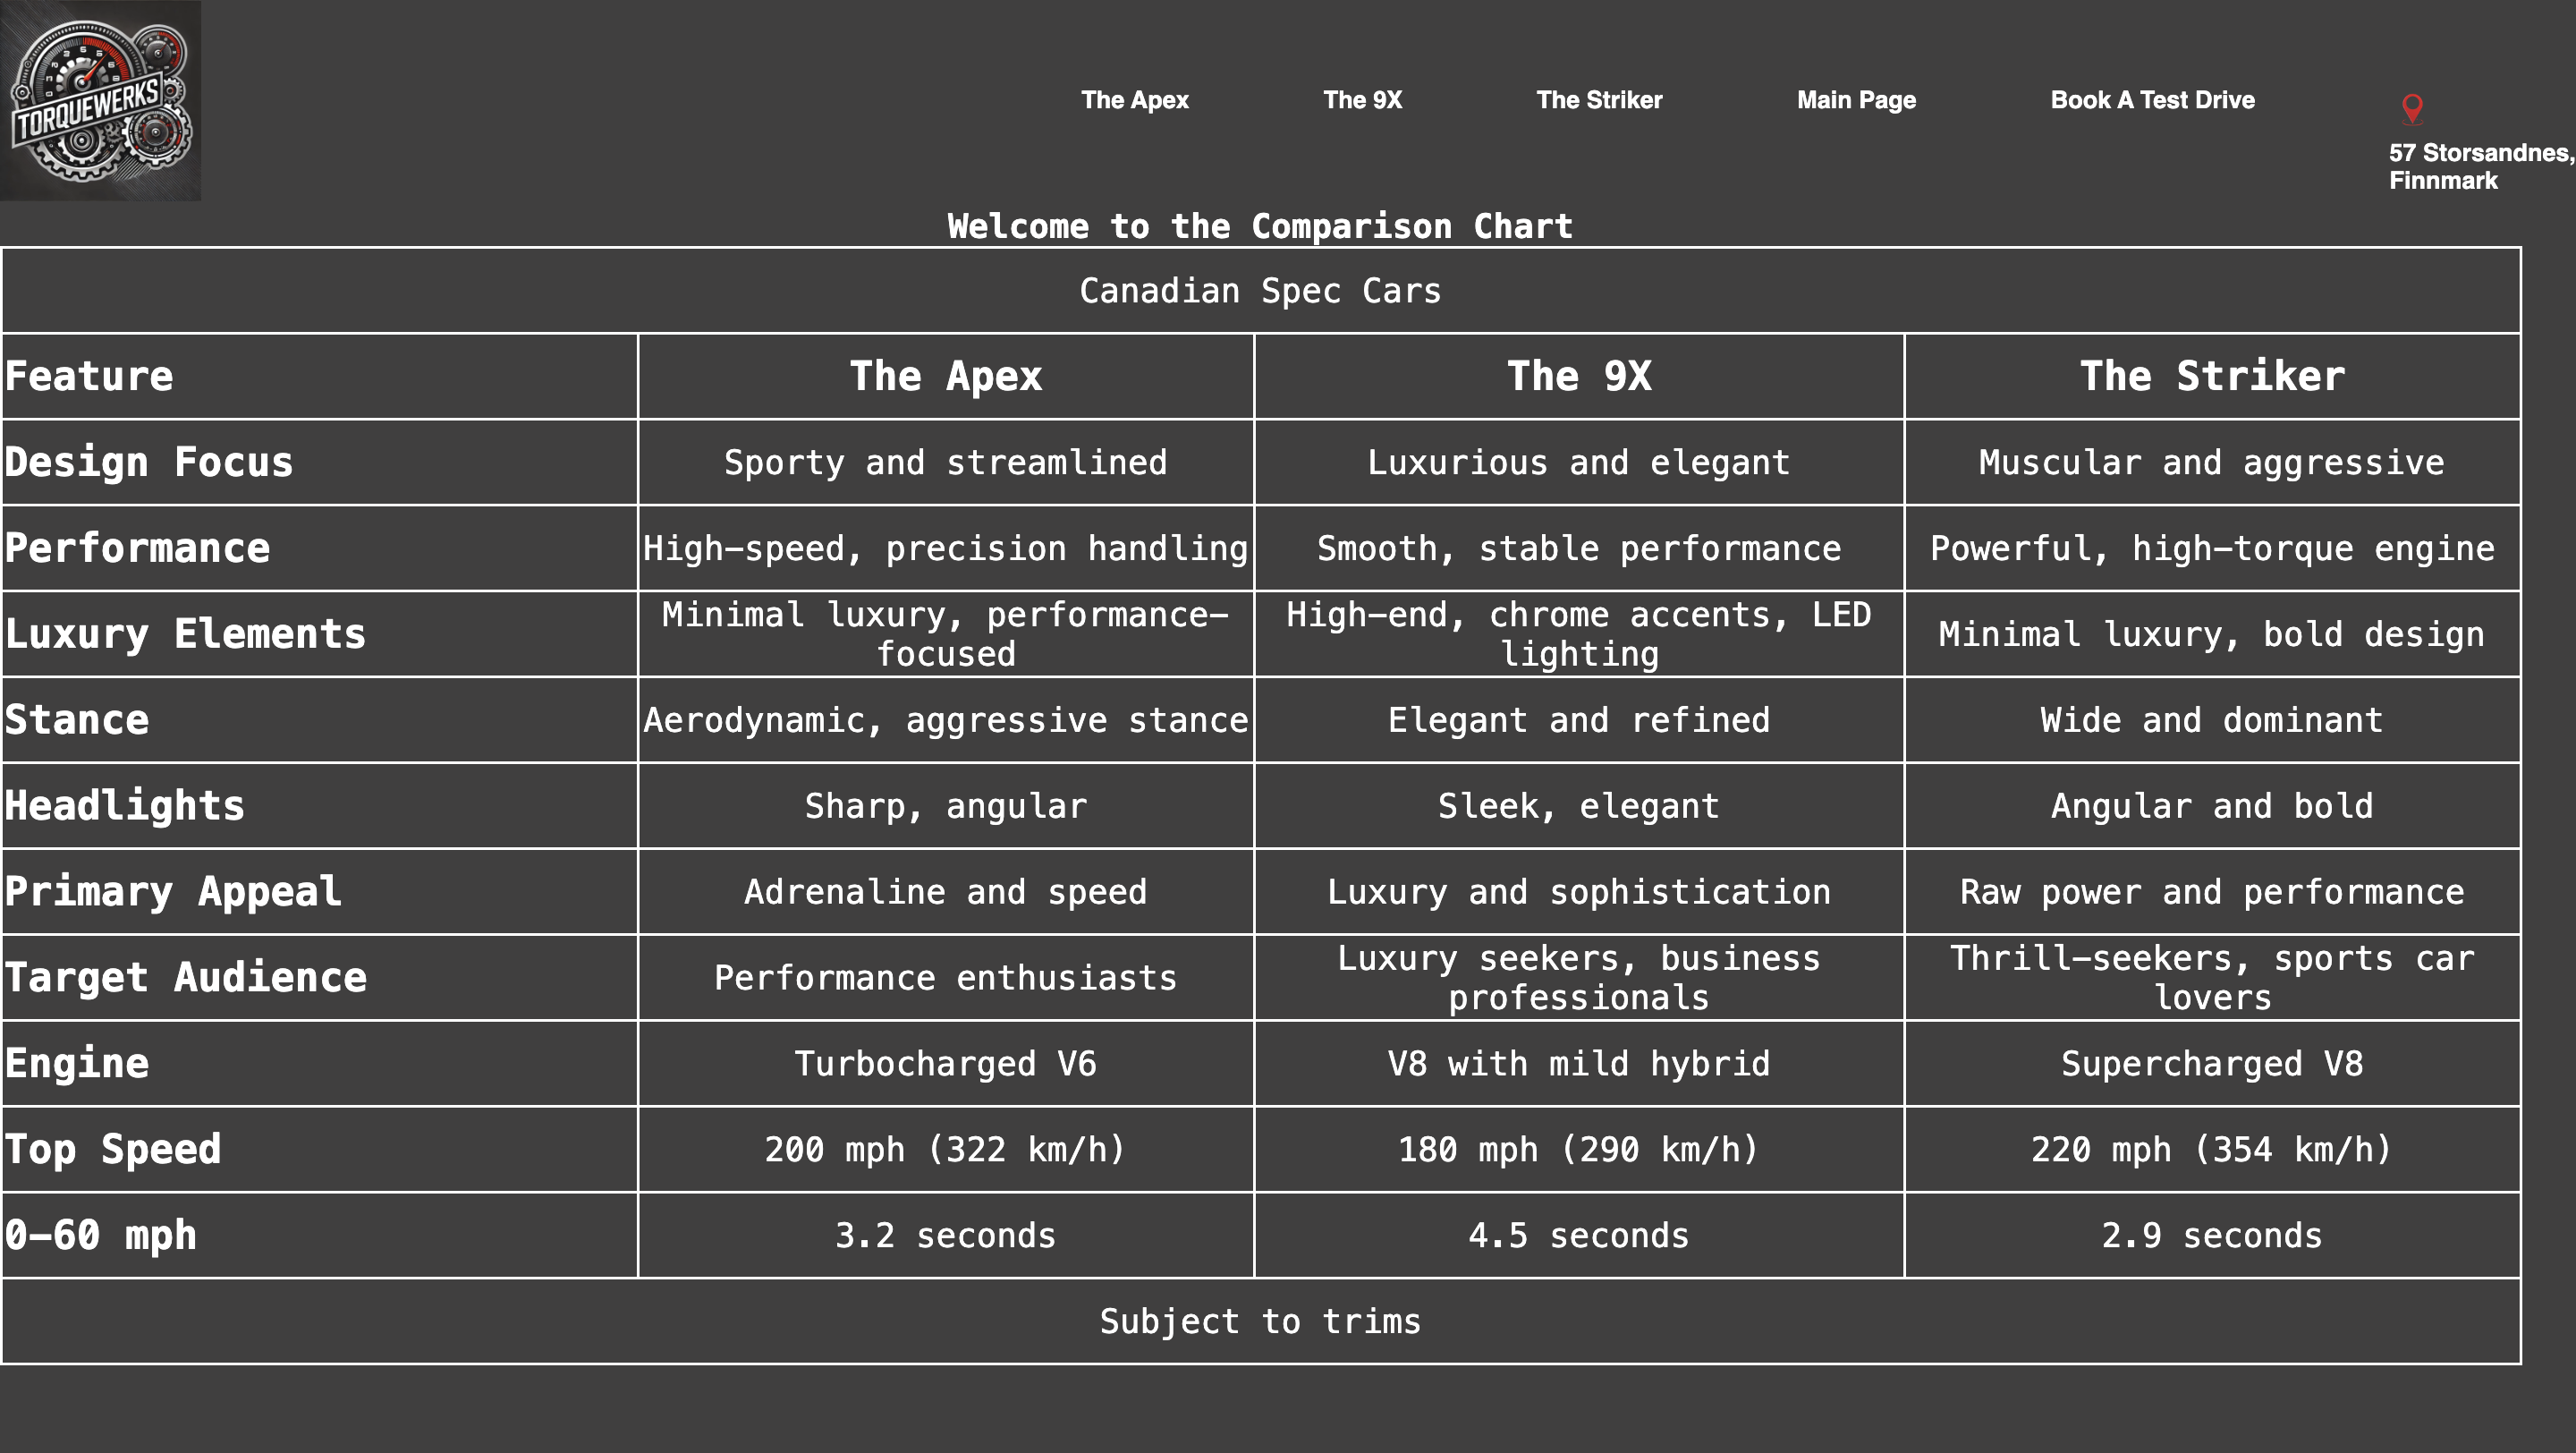 TORQUEWERKS
The Apex
The 9X
The Striker
Main Page
Book A Test Drive
57 Storsandnes,
Finnmark
Welcome to the Comparison Chart
Canadian Spec Cars
Feature
The Apex
The 9X
The Striker
Design Focus
Sporty and streamlined
Luxurious and elegant
Muscular and aggressive
Performance
High-speed, precision handling
Smooth, stable performance
Powerful, high-torque engine
Luxury Elements
Minimal luxury, performance-
focused
High-end, chrome accents, LED
lighting
Minimal luxury, bold design
Stance
Aerodynamic, aggressive stance
Elegant and refined
Wide and dominant
Headlights
Sharp, angular
Sleek, elegant
Angular and bold
Primary Appeal
Adrenaline and speed
Luxury and sophistication
Raw power and performance
Target Audience
Performance enthusiasts
Luxury seekers, business
professionals
Thrill-seekers, sports car
lovers
Engine
Turbocharged V6
V8 with mild hybrid
Supercharged V8
Top Speed
200 mph (322 km/h)
180 mph (290 km/h)
220 mph (354 km/h)
0-60 mph
3.2 seconds
4.5 seconds
2.9 seconds
Subject to trims